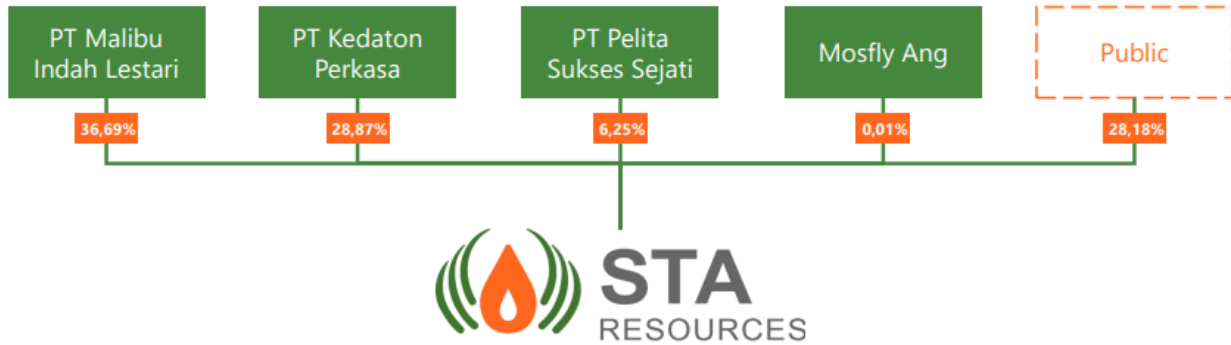 PT Malibu
Indah Lestari
PT Kedaton
Perkasa
PT Pelita
Sukses Sejati
Mosfly Ang
Public
36,69%
28,87%
6,25%
0,01%
28,18%
STA
RESOURCES